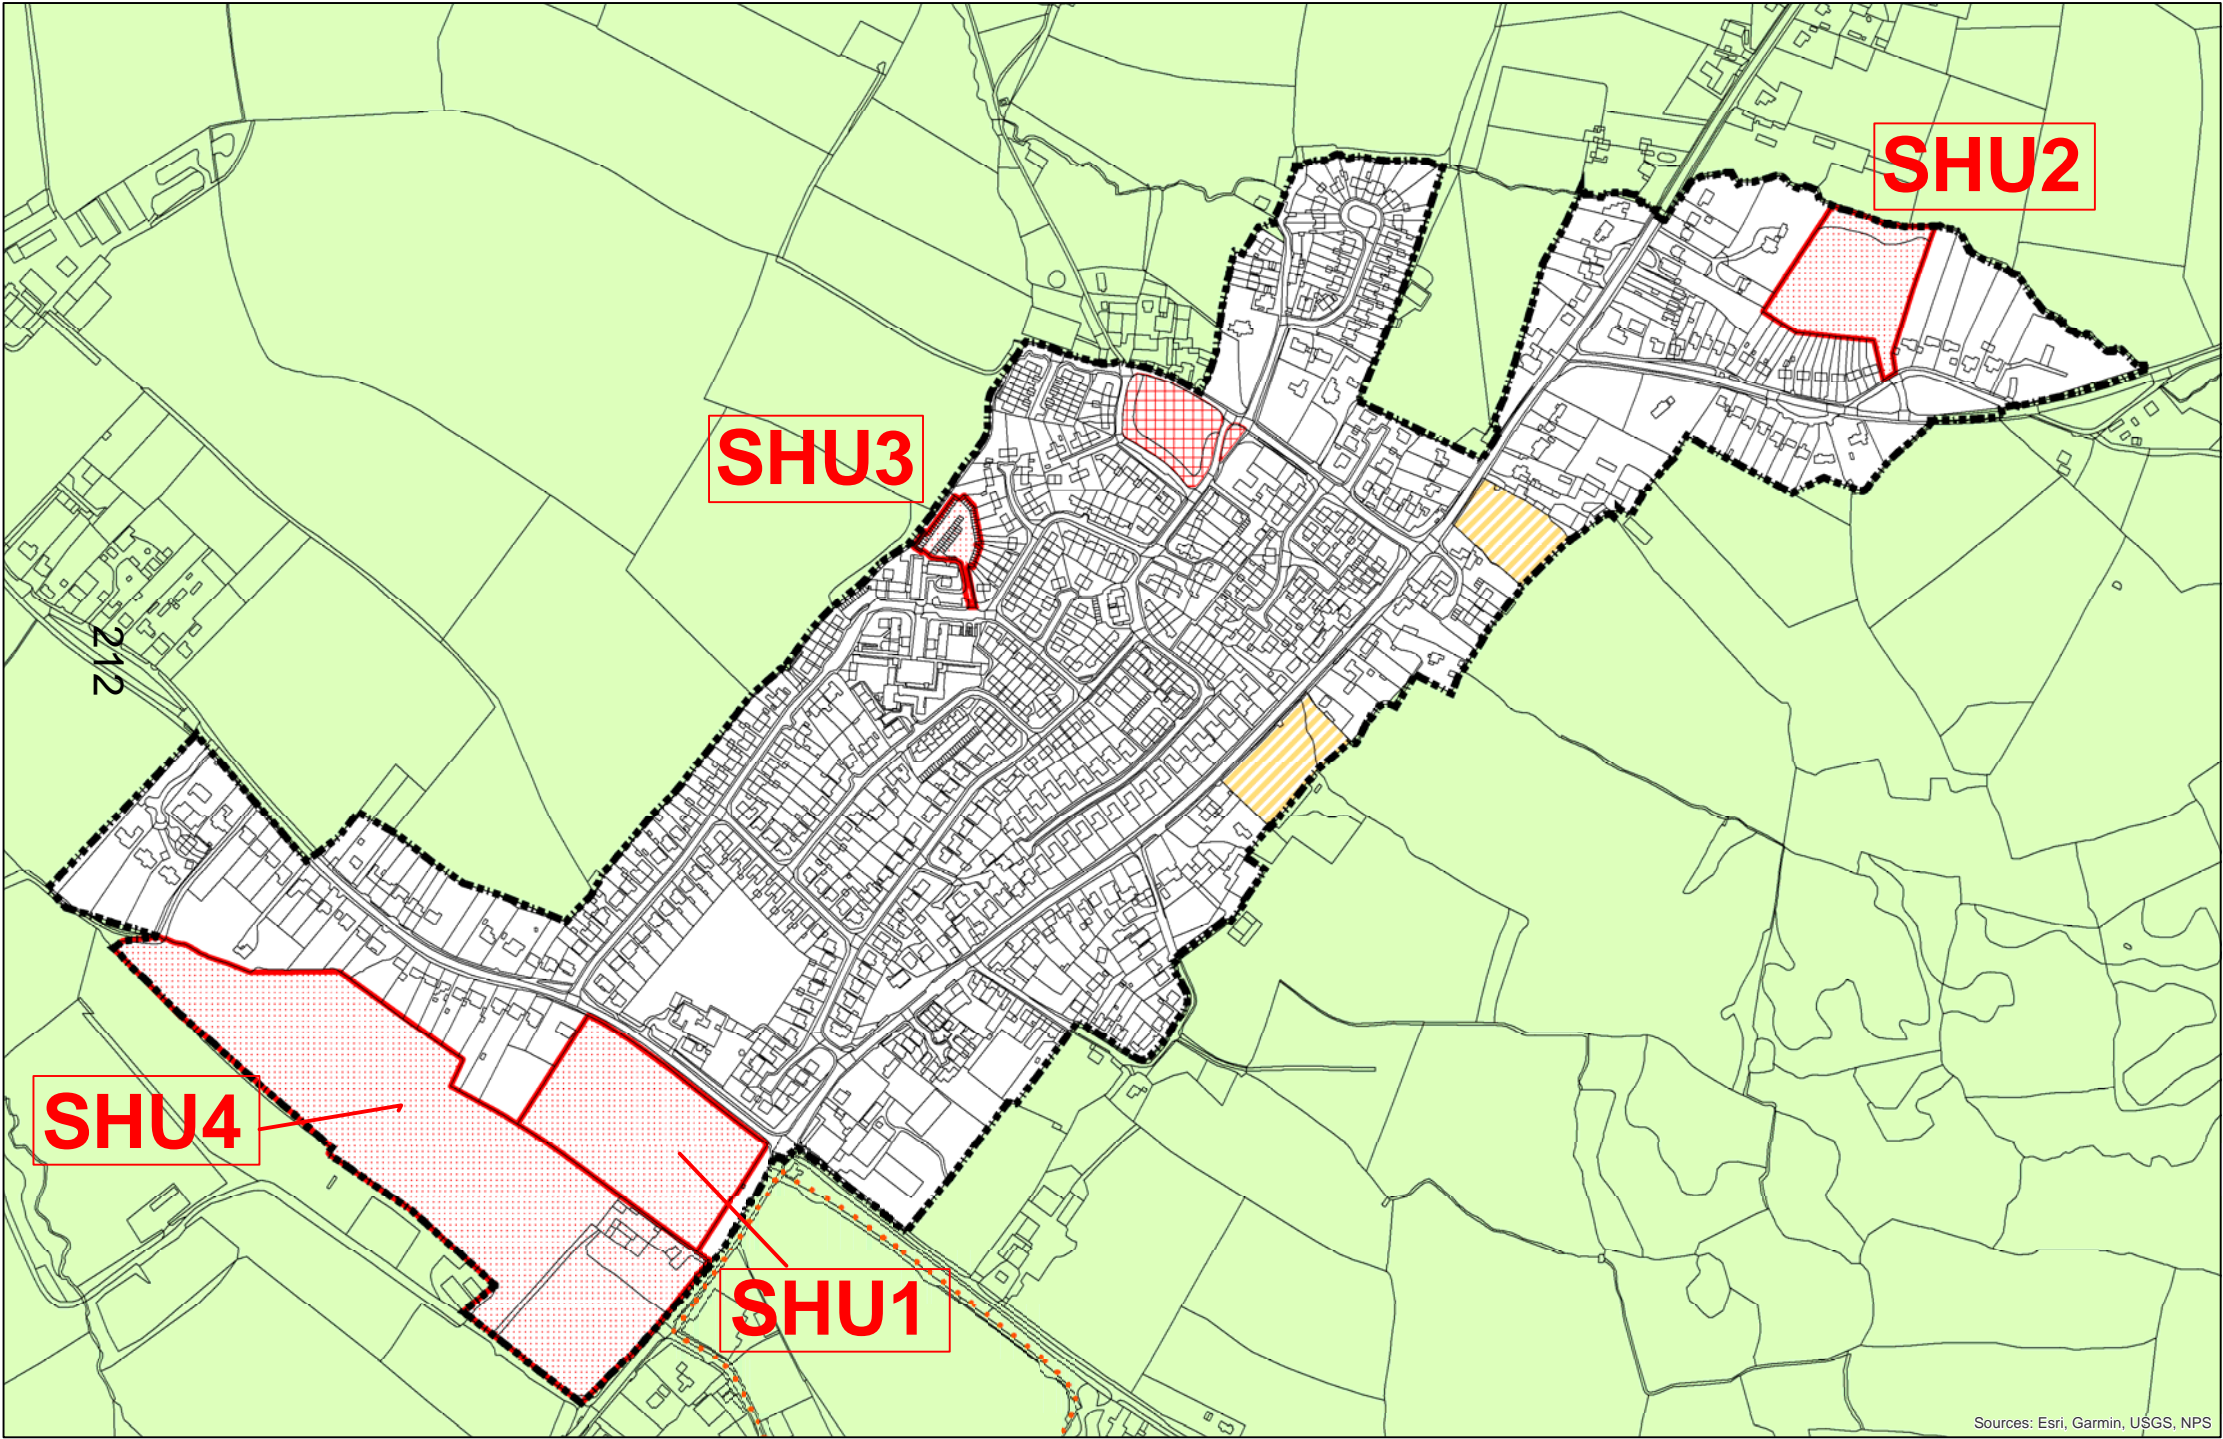 SHU2
SHU3
212
SHU4
SHU1
Sources: Esri, Garmin, USGS, NPS